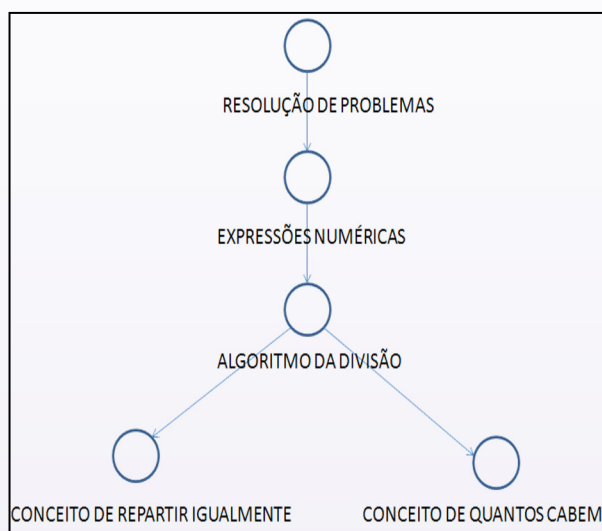 RESOLUÇÃO DE PROBLEMAS
EXPRESSÕES NUMÉRICAS
ALGORITMO DA DIVISÃO
CONCEITO DE REPARTIR IGUALMENTE
CONCEITO DE QUANTOS CABEM